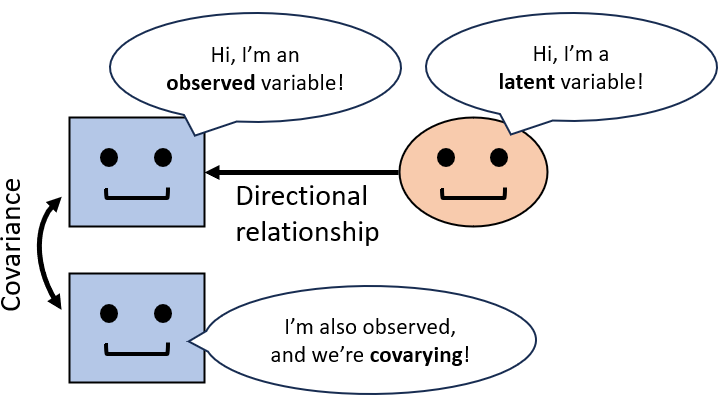 Hi, I'm an
observed variable!
Hi, I'm a
latent variable!
Directional
relationship
Covariance
I'm also observed,
and we're covarying!